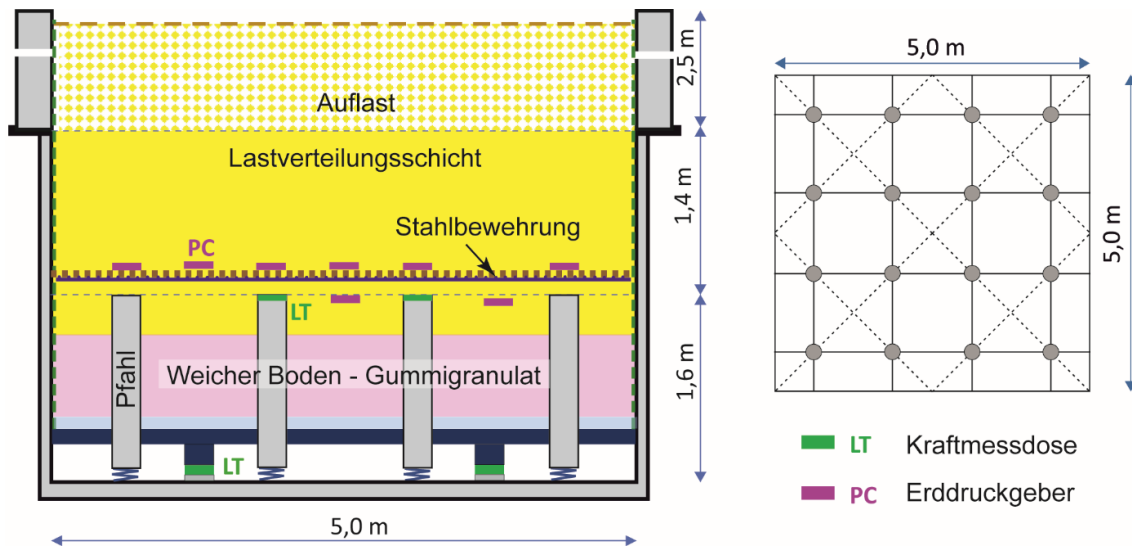 Auflast
Lastverteilungsschicht
Stahlbewehrung
PC
LT
Pfahl
Weicher Boden - Gummigranulat
LT
5,0 m
2,5 m
1,4 m
1,6 m
5,0 m
5,0 m
LT Kraftmessdose
PC Erddruckgeber